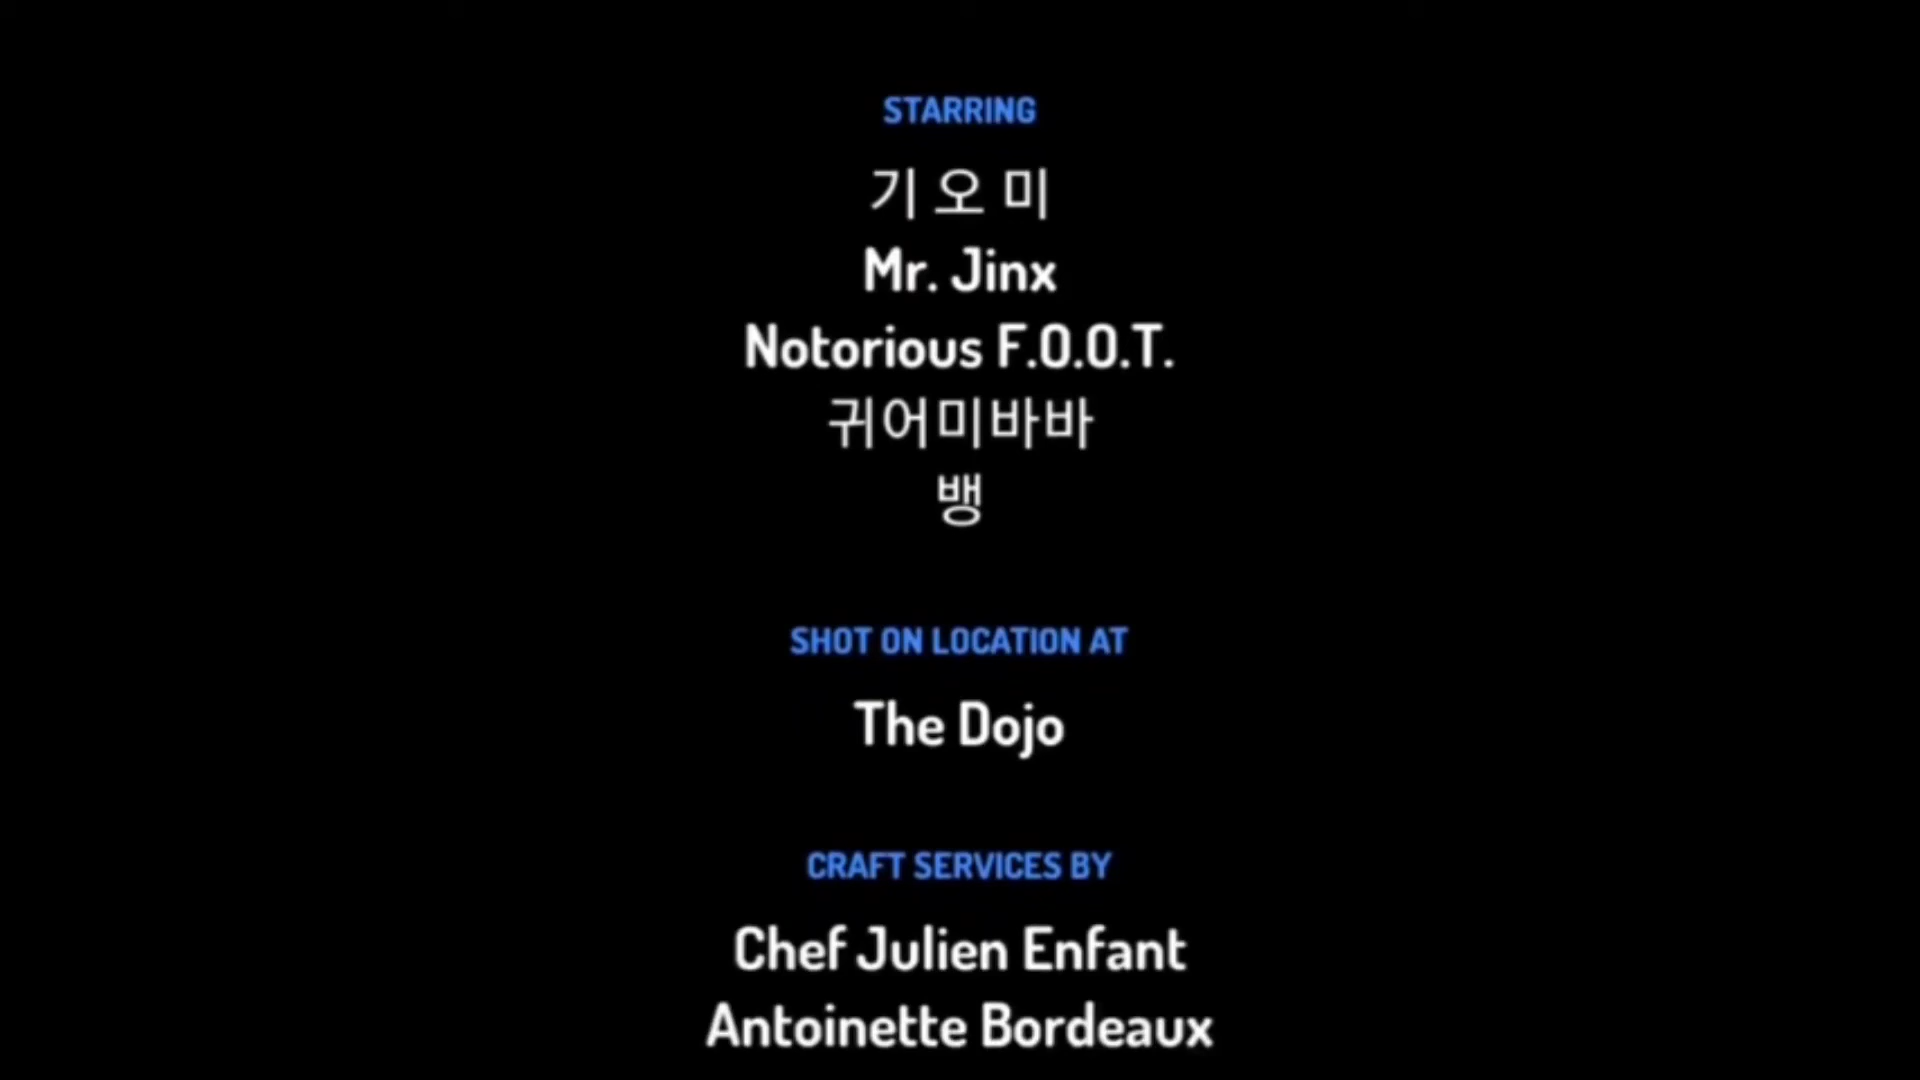 STARRING
기 오 미
Mr. Jinx
Notorious F.O.O.T.
귀어미바바
뱅
SHOT ON LOCATION AT
The Dojo
CRAFT SERVICES BY
Chef Julien Enfant
Antoinette Bordeaux